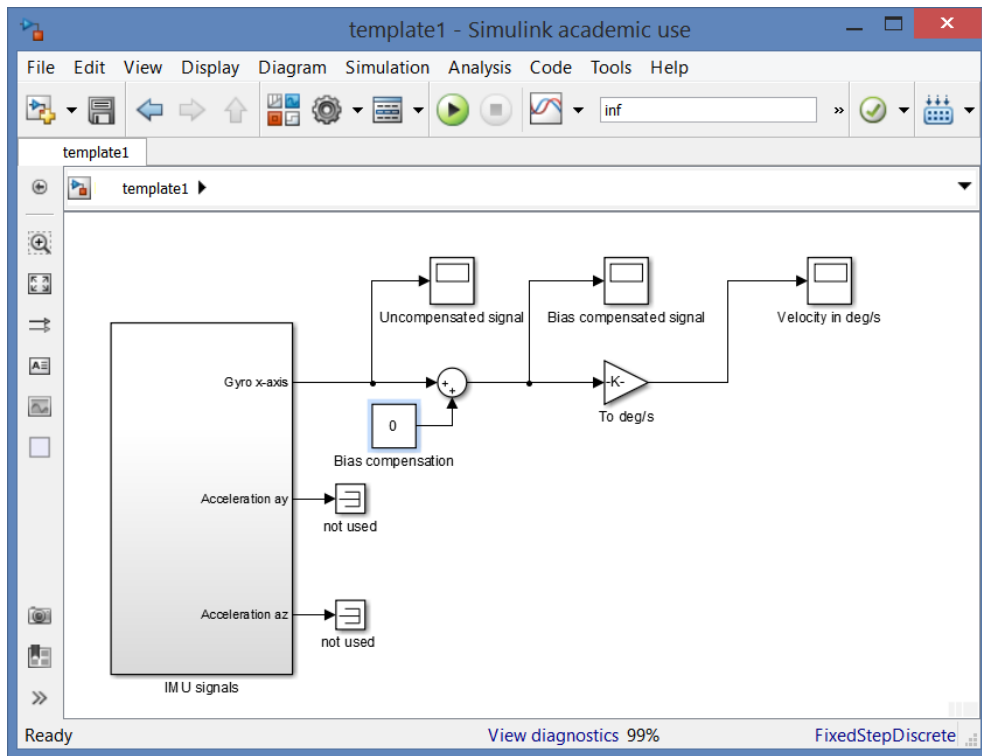 template1 - Simulink academic use
File Edit View Display Diagram Simulation Analysis Code Tools Help
inf
»
template1
template1
Uncompensated signal
Bias compensated signal
Velocity in deg/s
Gyro x-axis
+
+
-K-
To deg/s
0
Bias compensation
Acceleration ay
not used
Acceleration az
not used
IMU signals
Ready
View diagnostics 99%
FixedStepDiscrete